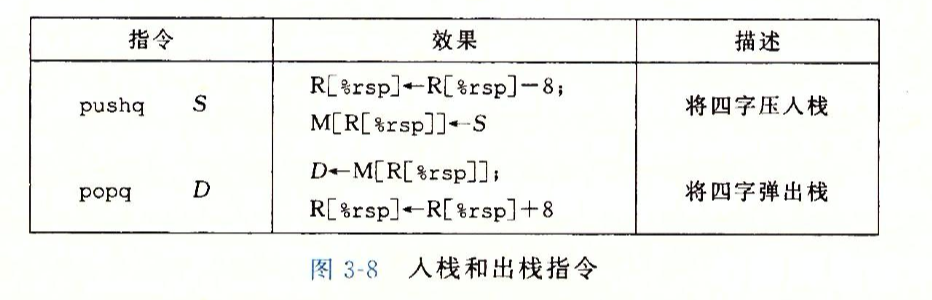 指令 效果 描述
pushq S R[%rsp]←R[%rsp]−8; 将四字压入栈
M[R[%rsp]]←S
popq D D←M[R[%rsp]]; 将四字弹出栈
R[%rsp]←R[%rsp]+8
图 3-8 入栈和出栈指令